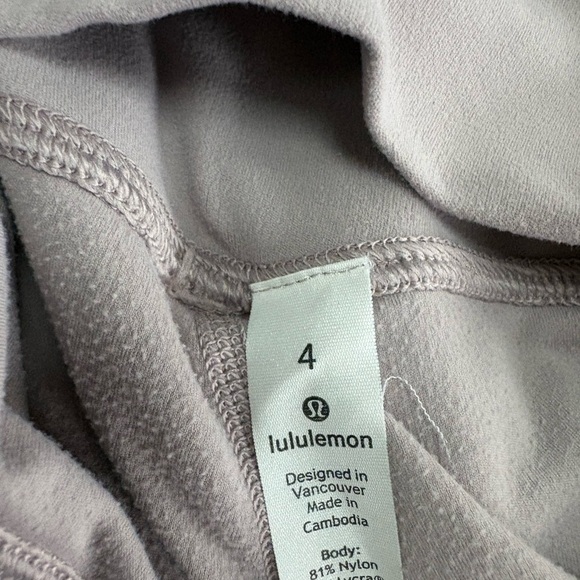 4
lululemon
Designed in
Vancouver
Made in
Cambodia
Body:
81% Nylon